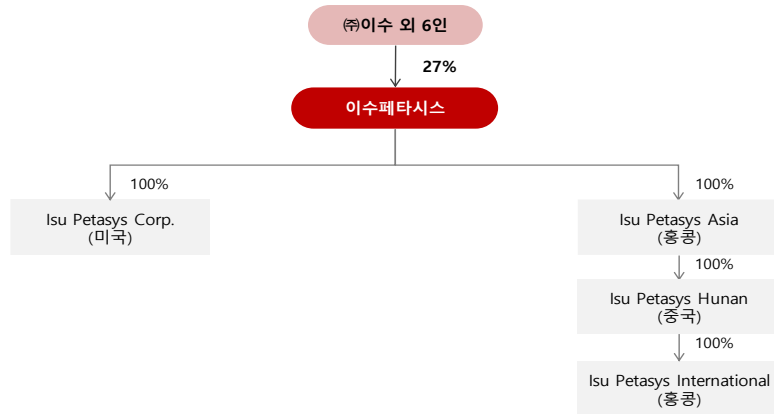 ㈜이수 외 6인
27%
이수페타시스
100%
100%
Isu Petasys Corp.
(미국)
Isu Petasys Asia
(홍콩)
100%
Isu Petasys Hunan
(중국)
100%
Isu Petasys International
(홍콩)